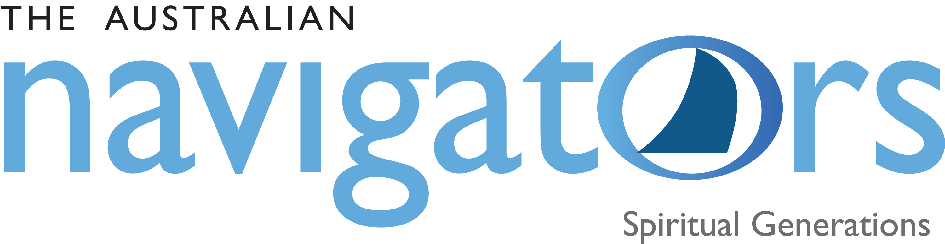 THE AUSTRALIAN
navigators
Spiritual Generations